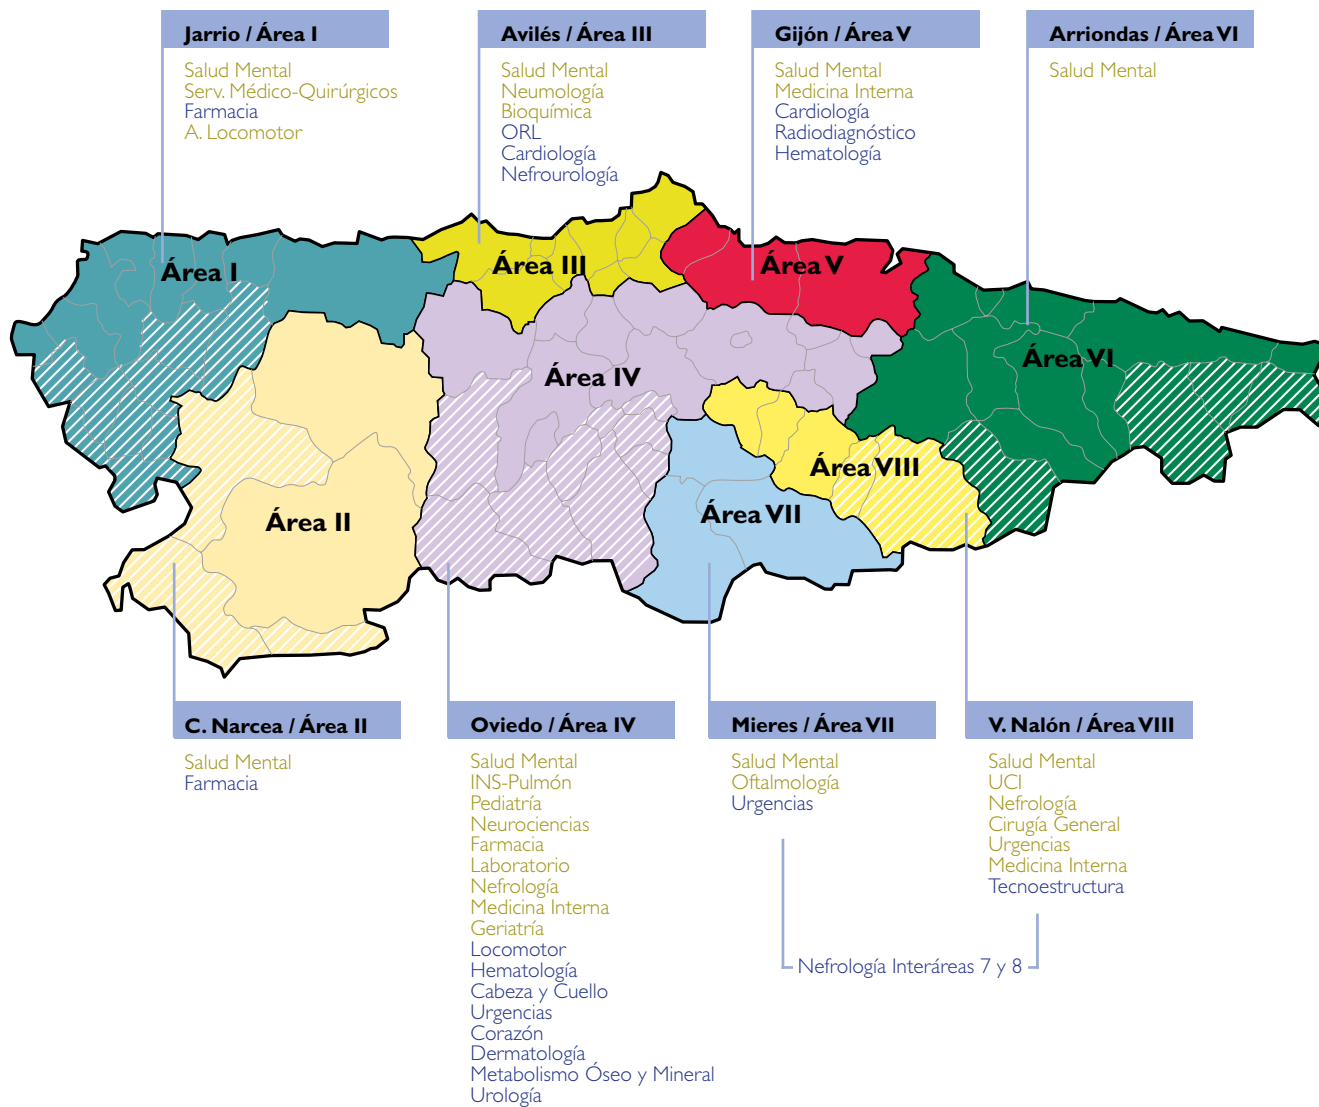 Jarrio / Área I
Salud Mental
Serv. Médico-Quirúrgicos
Farmacia
A. Locomotor
Avilés / Área III
Salud Mental
Neumología
Bioquímica
ORL
Cardiología
Nefrourología
Gijón / Área V
Salud Mental
Medicina Interna
Cardiología
Radiodiagnóstico
Hematología
Arriondas / Área VI
Salud Mental
Área I
Área III
Área V
Área IV
Área VI
Área II
Área VII
Área VIII
C. Narcea / Área II
Salud Mental
Farmacia
Oviedo / Área IV
Salud Mental
INS-Pulmón
Pediatría
Neurociencias
Farmacia
Laboratorio
Nefrología
Medicina Interna
Geriatría
Locomotor
Hematología
Cabeza y Cuello
Urgencias
Corazón
Dermatología
Metabolismo Óseo y Mineral
Urología
Mieres / Área VII
Salud Mental
Oftalmología
Urgencias
V. Nalón / Área VIII
Salud Mental
UCI
Nefrología
Cirugía General
Urgencias
Medicina Interna
Tecnoestructura
Nefrología Interáreas 7 y 8